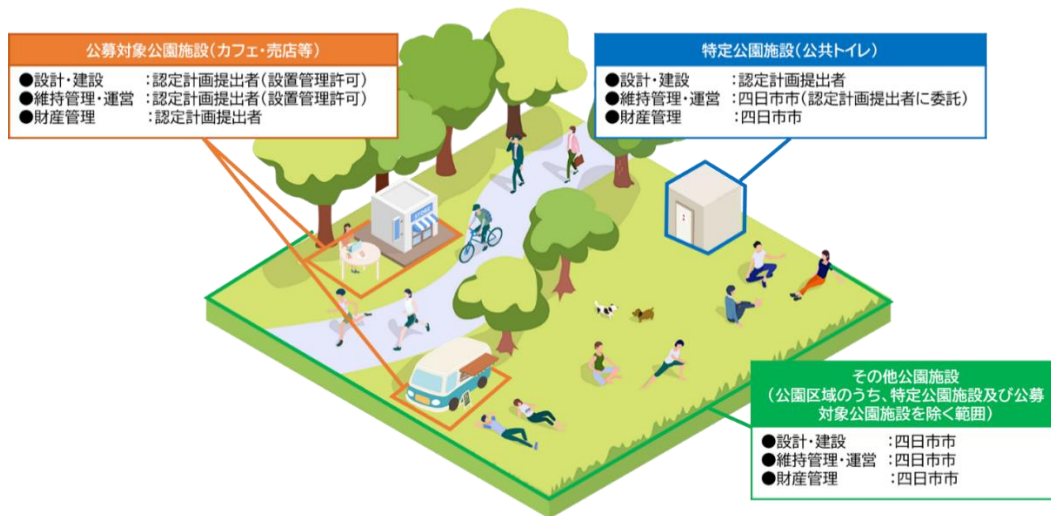 公募対象公園施設(カフェ・売店等)
●設計・建設　　：認定計画提出者(設置管理許可)
●維持管理・運営：認定計画提出者(設置管理許可)
●財産管理　　　：認定計画提出者
特定公園施設(公共トイレ)
●設計・建設　　：認定計画提出者
●維持管理・運営：四日市市(認定計画提出者に委託)
●財産管理　　　：四日市市
STORE
その他公園施設
(公園区域のうち、特定公園施設及び公募
対象公園施設を除く範囲)
●設計・建設　　：四日市市
●維持管理・運営：四日市市
●財産管理　　　：四日市市